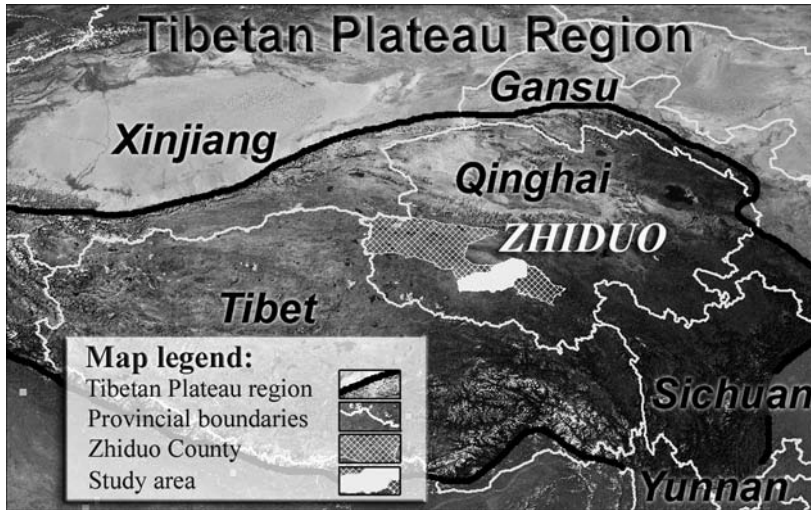 Tibetan Plateau Region
Gansu
Xinjiang
Qinghai
ZHIDUO
Tibet
Map legend:
Tibetan Plateau region
Provincial boundaries
Zhiduo County
Study area
Sichuan
Yunnan